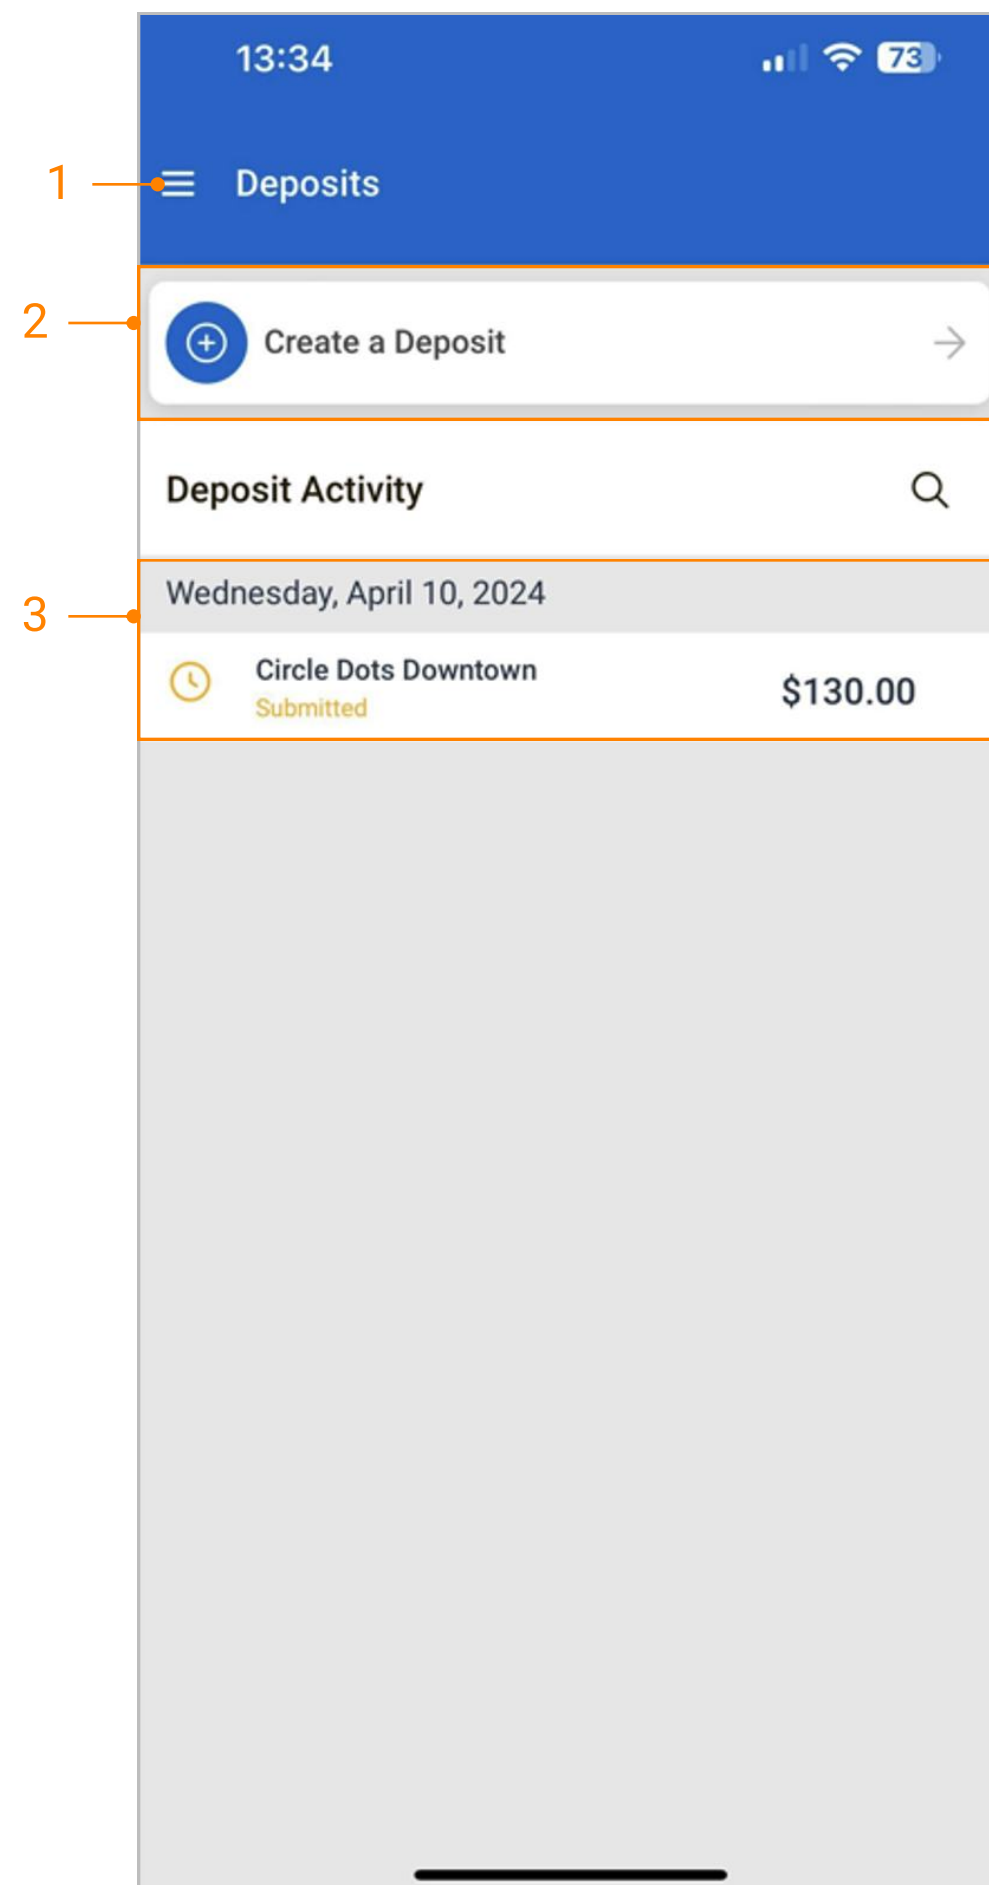 13:34
73
1
Deposits
2
Create a Deposit
Deposit Activity
3
Wednesday, April 10, 2024
Circle Dots Downtown
Submitted
$130.00